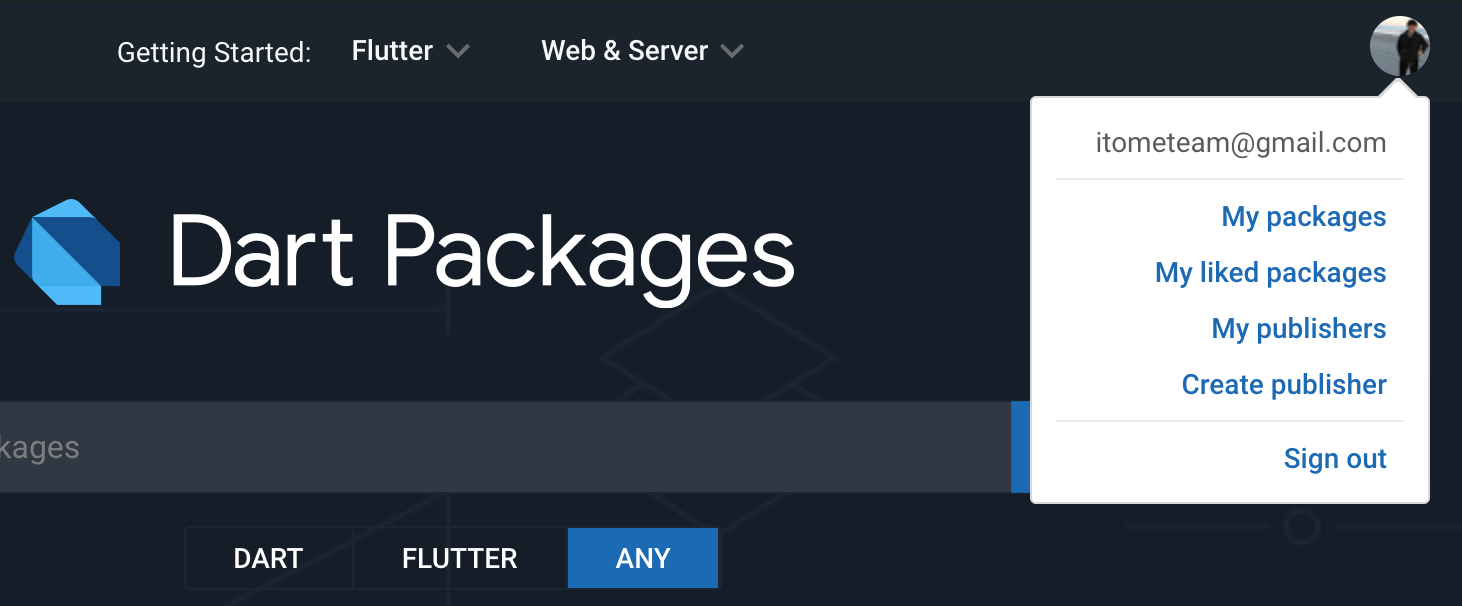 Getting Started: Flutter Web & Server
itometeam@gmail.com
My packages
My liked packages
My publishers
Create publisher
Sign out
Dart Packages
kages
DART FLUTTER ANY